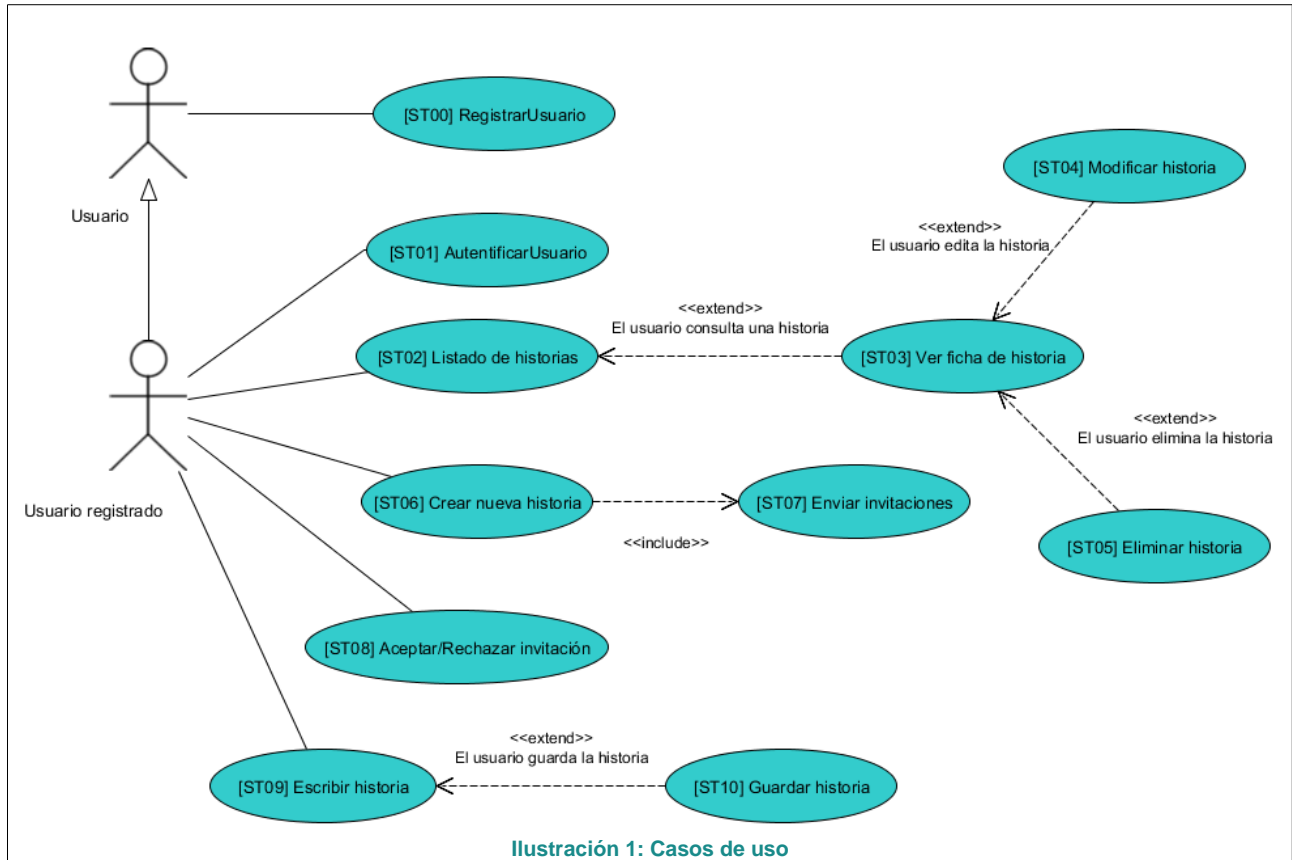 [ST00] RegistrarUsuario
[ST04] Modificar historia
Usuario
<<extend>>
El usuario edita la historia
[ST01] AutentificarUsuario
<<extend>>
El usuario consulta una historia
[ST02] Listado de historias
[ST03] Ver ficha de historia
<<extend>>
El usuario elimina la historia
[ST06] Crear nueva historia
[ST07] Enviar invitaciones
Usuario registrado
<<include>>
[ST05] Eliminar historia
[ST08] Aceptar/Rechazar invitación
<<extend>>
El usuario guarda la historia
[ST09] Escribir historia
[ST10] Guardar historia
Ilustración 1: Casos de uso